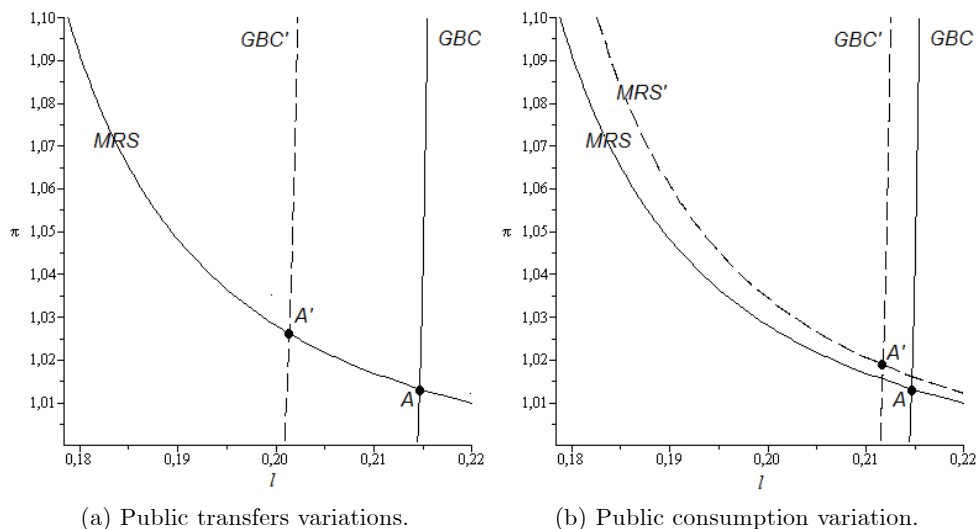 1,10
1,09
1,08
1,07
1,06
1,05
π
1,04
1,03
1,02
1,01
0,18 0,19 0,20 0,21 0,22
l
GBC' GBC
MRS
A'
A
(a) Public transfers variations.
1,10
1,09
1,08
1,07
1,06
1,05
π
1,04
1,03
1,02
1,01
0,18 0,19 0,20 0,21 0,22
l
GBC' GBC
MRS'
MRS
A'
A
(b) Public consumption variation.